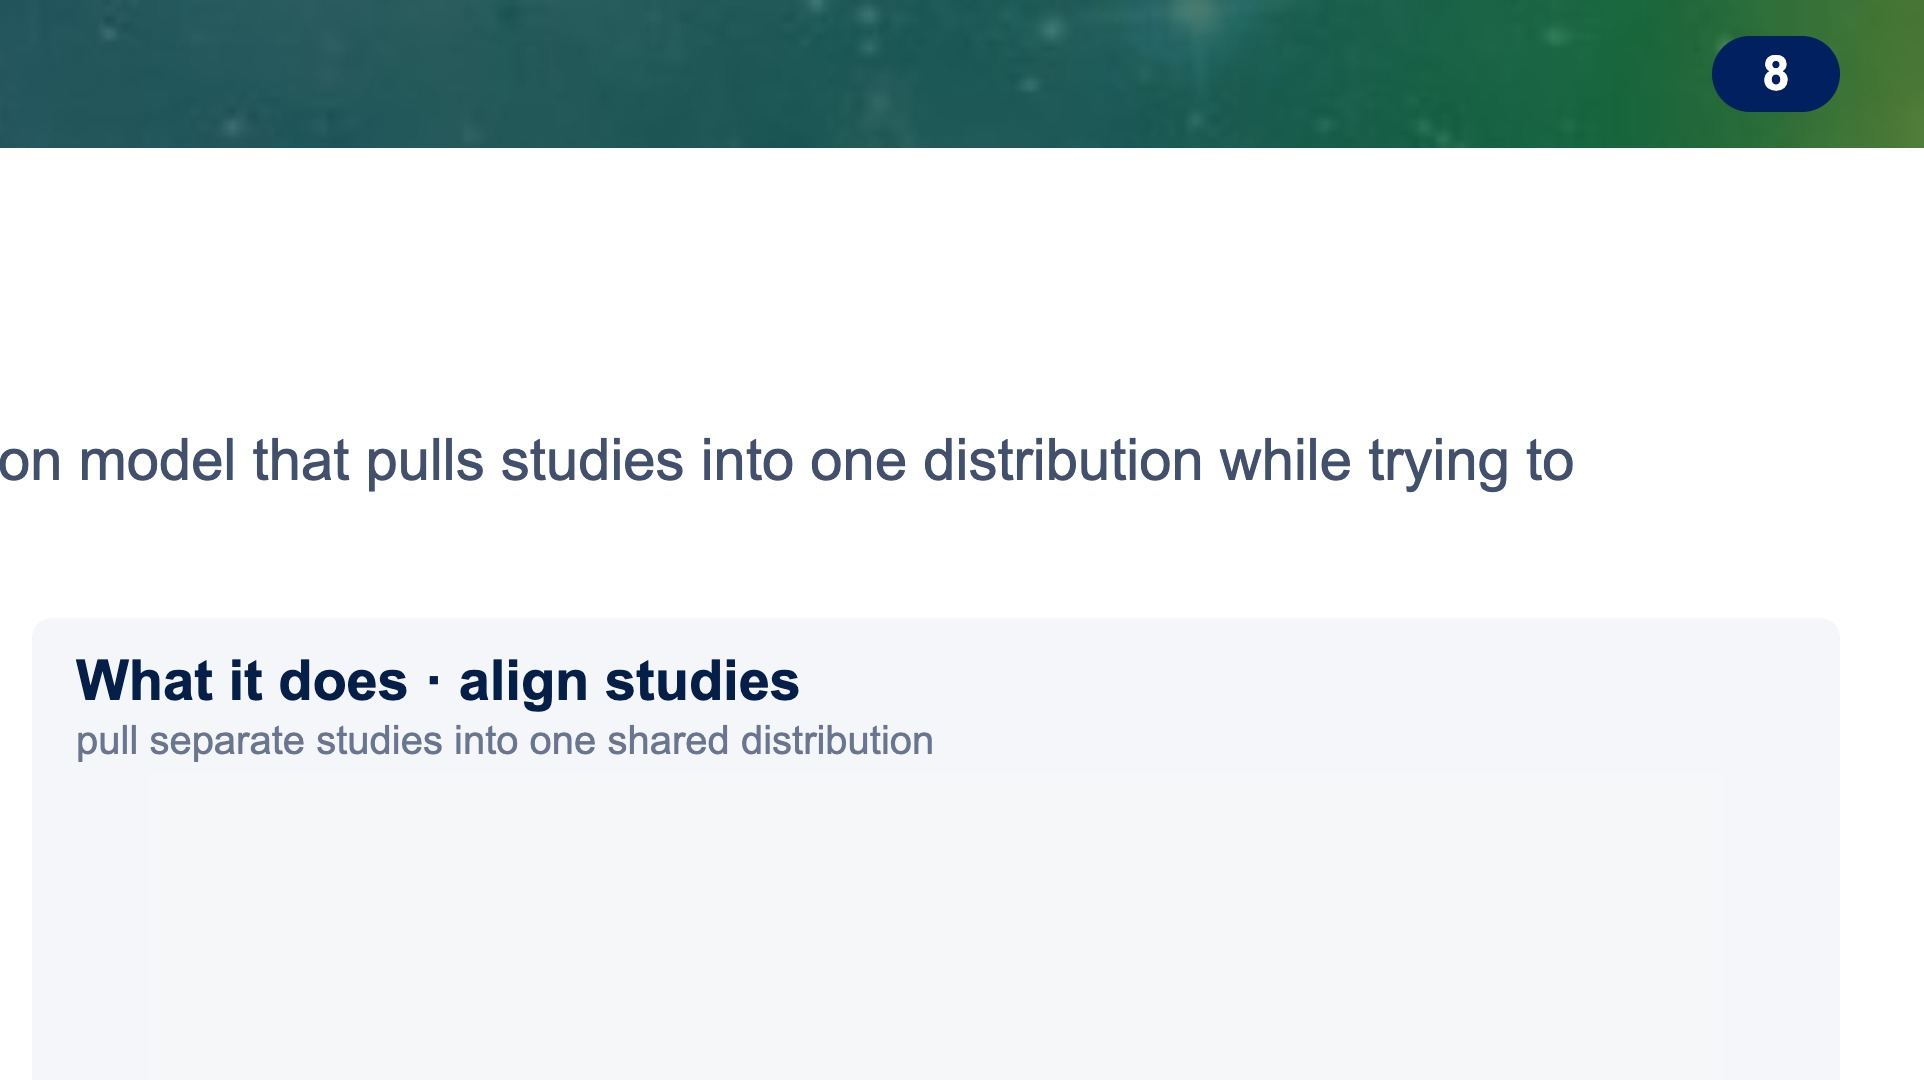 8
on model that pulls studies into one distribution while trying to
What it does · align studies
pull separate studies into one shared distribution